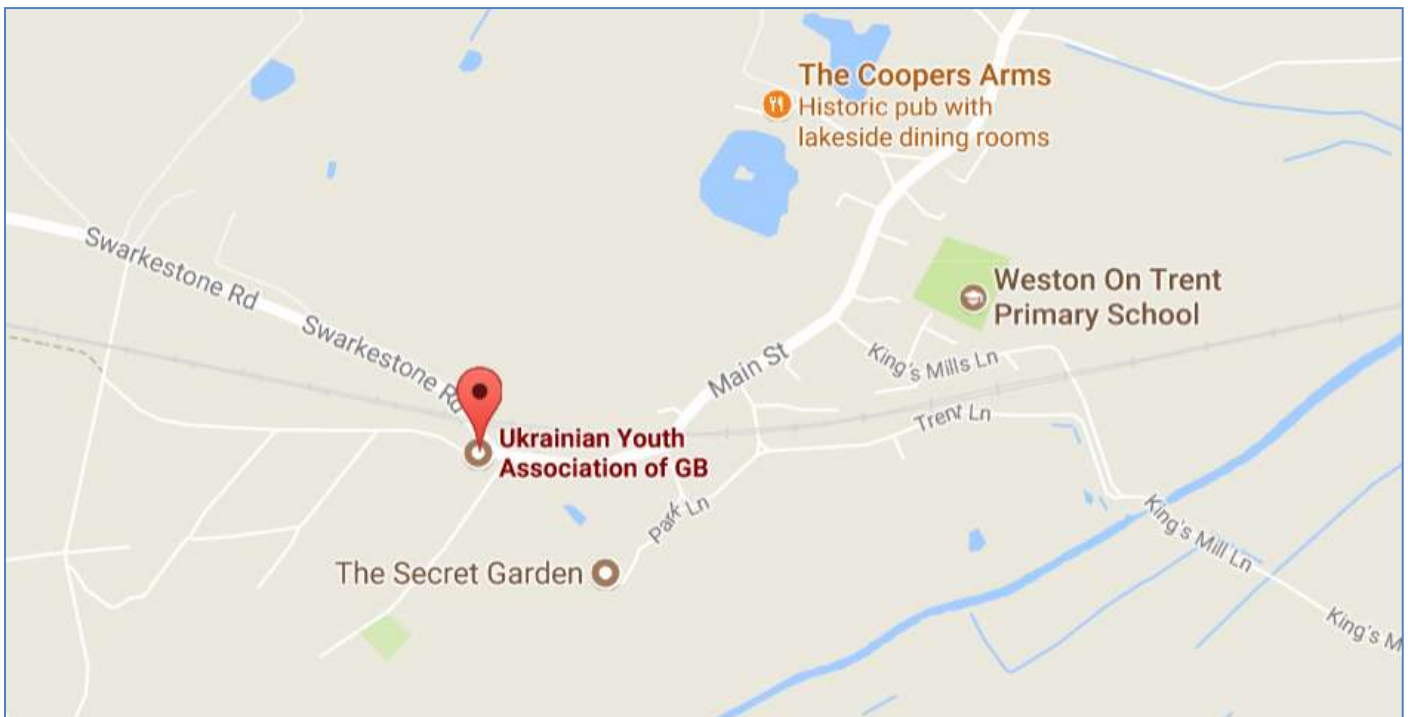 The Coopers Arms
Historic pub with
lakeside dining rooms
Swarkestone Rd
Weston On Trent
Primary School
Swarkestone Rd
Main St
King's Mills Ln
Trent Ln
Ukrainian Youth
Association of GB
Park Ln
King's Mill Ln
The Secret Garden
King's M